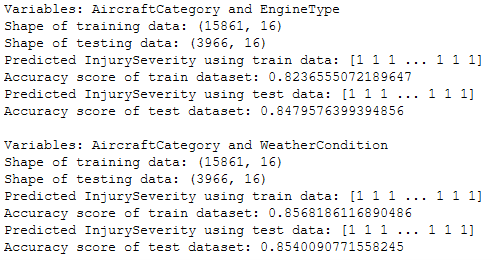 Variables: AircraftCategory and EngineType
Shape of training data: (15861, 16)
Shape of testing data: (3966, 16)
Predicted InjurySeverity using train data: [1 1 1 ... 1 1 1]
Accuracy score of train dataset: 0.8236555072189647
Predicted InjurySeverity using test data: [1 1 1 ... 1 1 1]
Accuracy score of test dataset: 0.8479576399394856
Variables: AircraftCategory and WeatherCondition
Shape of training data: (15861, 16)
Shape of testing data: (3966, 16)
Predicted InjurySeverity using train data: [1 1 1 ... 1 1 1]
Accuracy score of train dataset: 0.8568186116890486
Predicted InjurySeverity using test data: [1 1 1 ... 1 1 1]
Accuracy score of test dataset: 0.8540090771558245